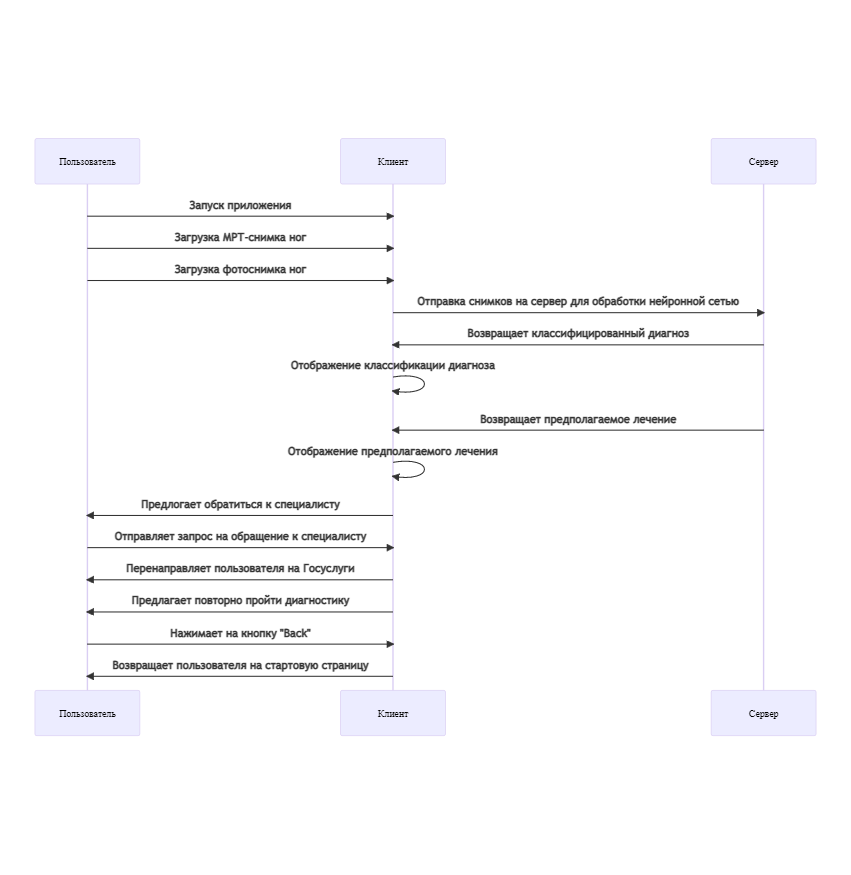 Пользователь
Клиент
Сервер
Запуск приложения
Загрузка МРТ-снимка ног
Загрузка фотоснимка ног
Отправка снимков на сервер для обработки нейронной сетью
Возвращает классифицированный диагноз
Отображение классификации диагноза
Возвращает предполагаемое лечение
Отображение предполагаемого лечения
Предлогает обратиться к специалисту
Отправляет запрос на обращение к специалисту
Перенаправляет пользователя на Госуслуги
Предлагает повторно пройти диагностику
Нажимает на кнопку "Back"
Возвращает пользователя на стартовую страницу
Пользователь
Клиент
Сервер